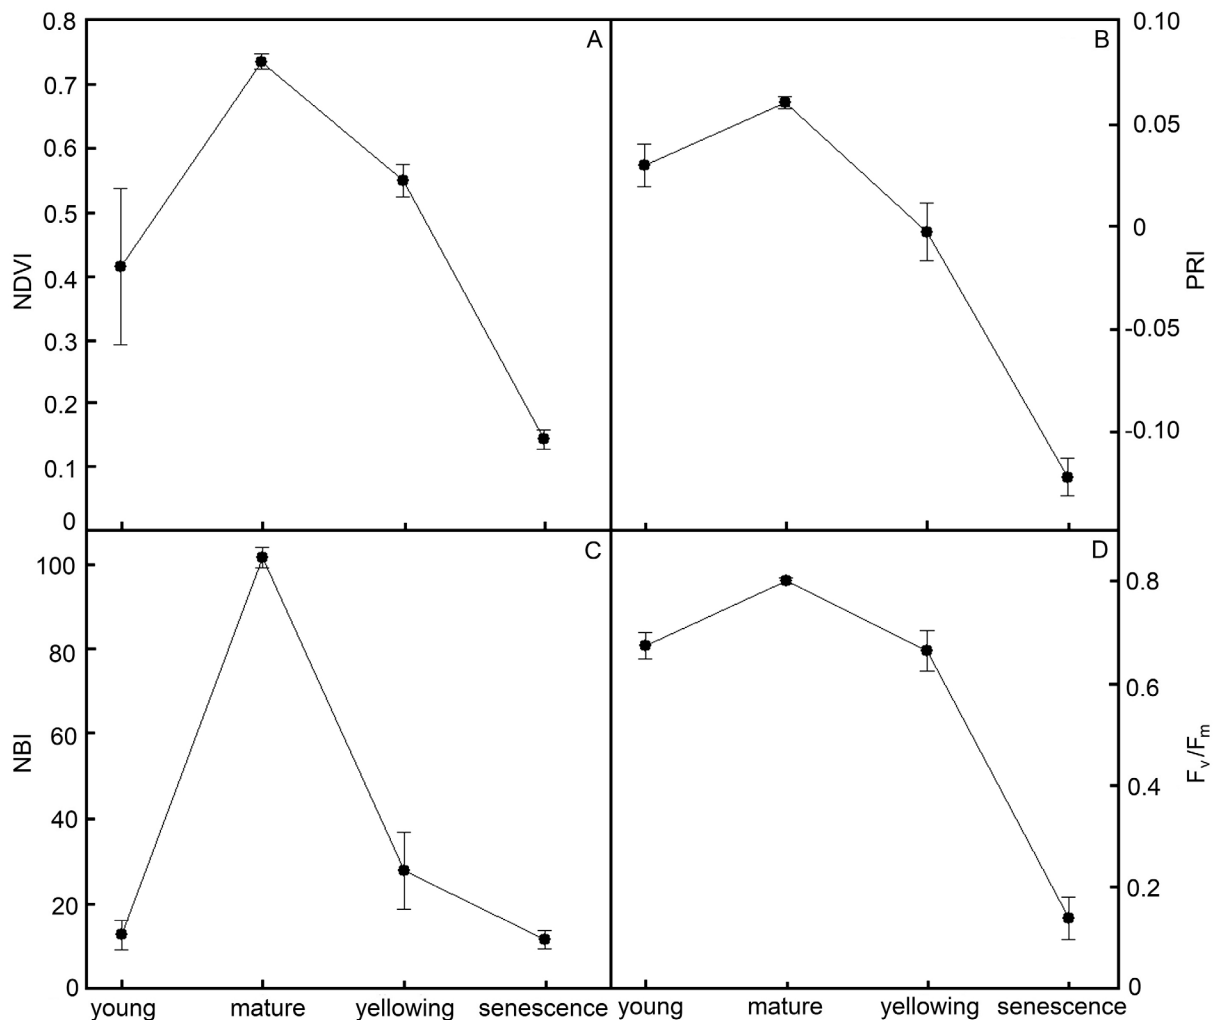 0.8
0.7
0.6
0.5
0.4
0.3
0.2
0.1
0
NDVI
A
B
0.10
0.05
0
-0.05
-0.10
PRI
100
80
60
40
20
0
NBI
C
D
0.8
0.6
0.4
0.2
0
Fv/Fm
young mature yellowing senescence young mature yellowing senescence